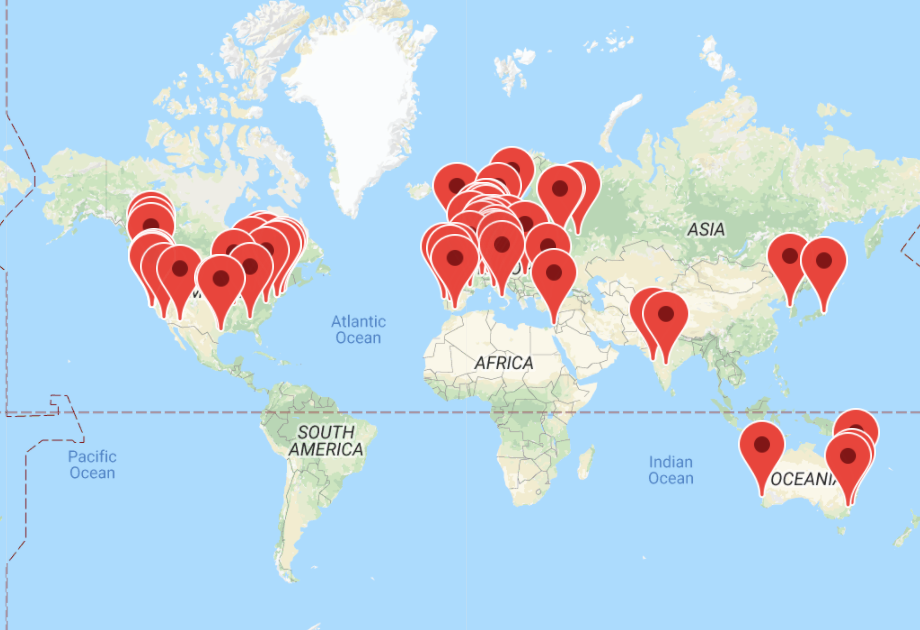 ASIA
Atlantic
Ocean
AFRICA
SOUTH
AMERICA
Pacific
Ocean
Indian
Ocean
OCEANIA